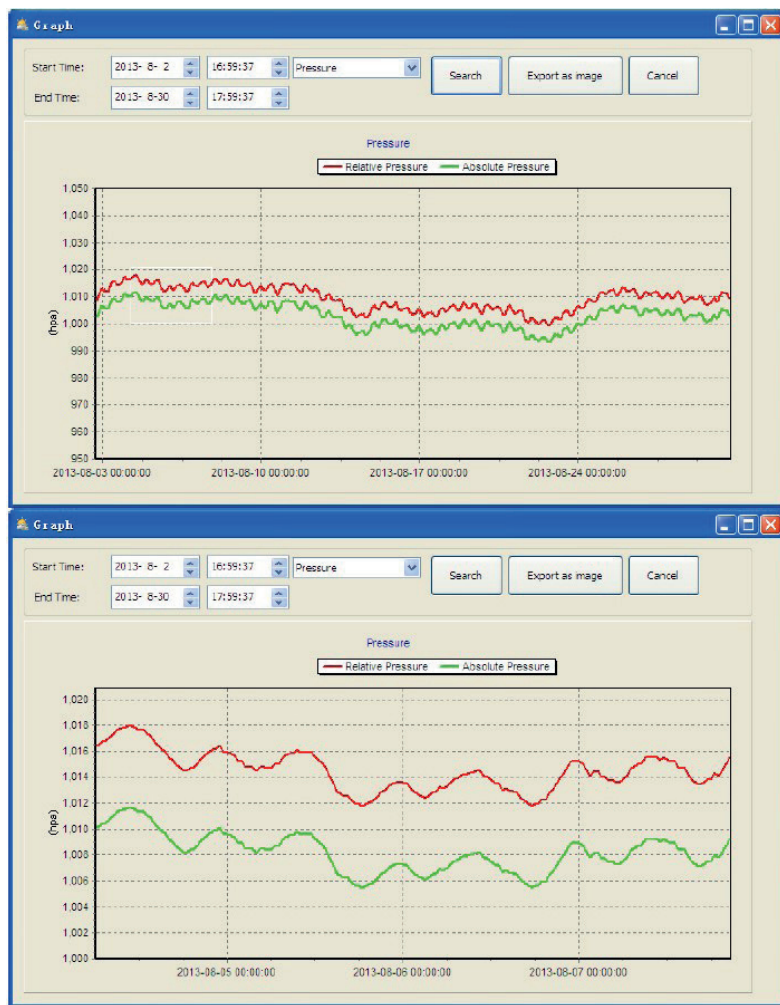 Graph
Start Time: 2013- 8- 2 16:59:37 Pressure Search Export as image Cancel
End Time: 2013- 8-30 17:59:37
Pressure
Relative Pressure Absolute Pressure
1,050
1,040
1,030
1,020
1,010
1,000
990
980
970
960
950
(hpa)
2013-08-03 00:00:00 2013-08-10 00:00:00 2013-08-17 00:00:00 2013-08-24 00:00:00
Graph
Start Time: 2013- 8- 2 16:59:37 Pressure Search Export as image Cancel
End Time: 2013- 8-30 17:59:37
Pressure
Relative Pressure Absolute Pressure
1,020
1,018
1,016
1,014
1,012
1,010
1,008
1,006
1,004
1,002
1,000
(hpa)
2013-08-05 00:00:00 2013-08-06 00:00:00 2013-08-07 00:00:00